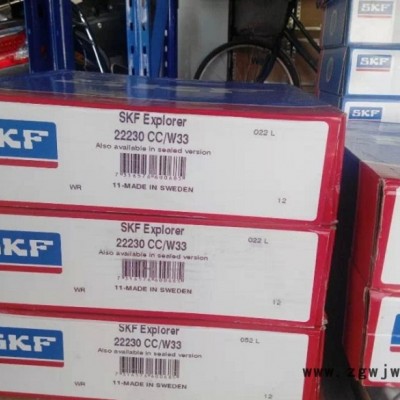 SKF
SKF
SKF
SKF Explorer
022 L
22230 CC/W33
Also available in sealed version
WR
11-MADE IN SWEDEN
12
SKF
SKF Explorer
022 L
22230 CC/W33
Also available in sealed version
WR
11-MADE IN SWEDEN
12
SKF
SKF Explorer
052 L
22230 CC/W33
Also available in sealed version
WR
11-MADE IN SWEDEN
12